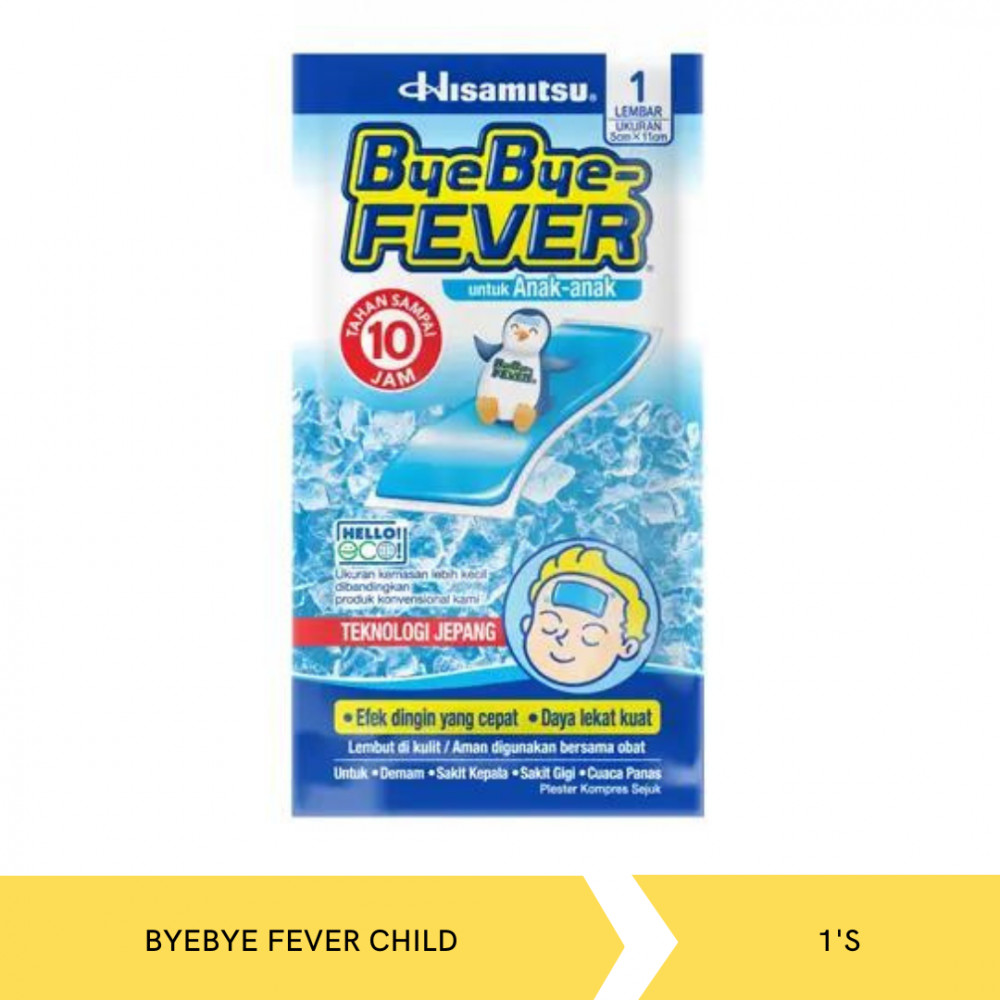 Hisamitsu®
1
LEMBAR
UKURAN
5cm×11cm
ByeBye-
FEVER®
untuk Anak-anak
TAHAN SAMPAI
10
JAM
ByeBye
FEVER®
HELLO!
eco!
Ukuran kemasan lebih kecil
dibandingkan
produk konvensional kami
TEKNOLOGI JEPANG
• Efek dingin yang cepat • Daya lekat kuat
Lembut di kulit / Aman digunakan bersama obat
Untuk • Demam • Sakit Kepala • Sakit Gigi • Cuaca Panas
Plester Kompres Sejuk
BYEBYE FEVER CHILD
1'S